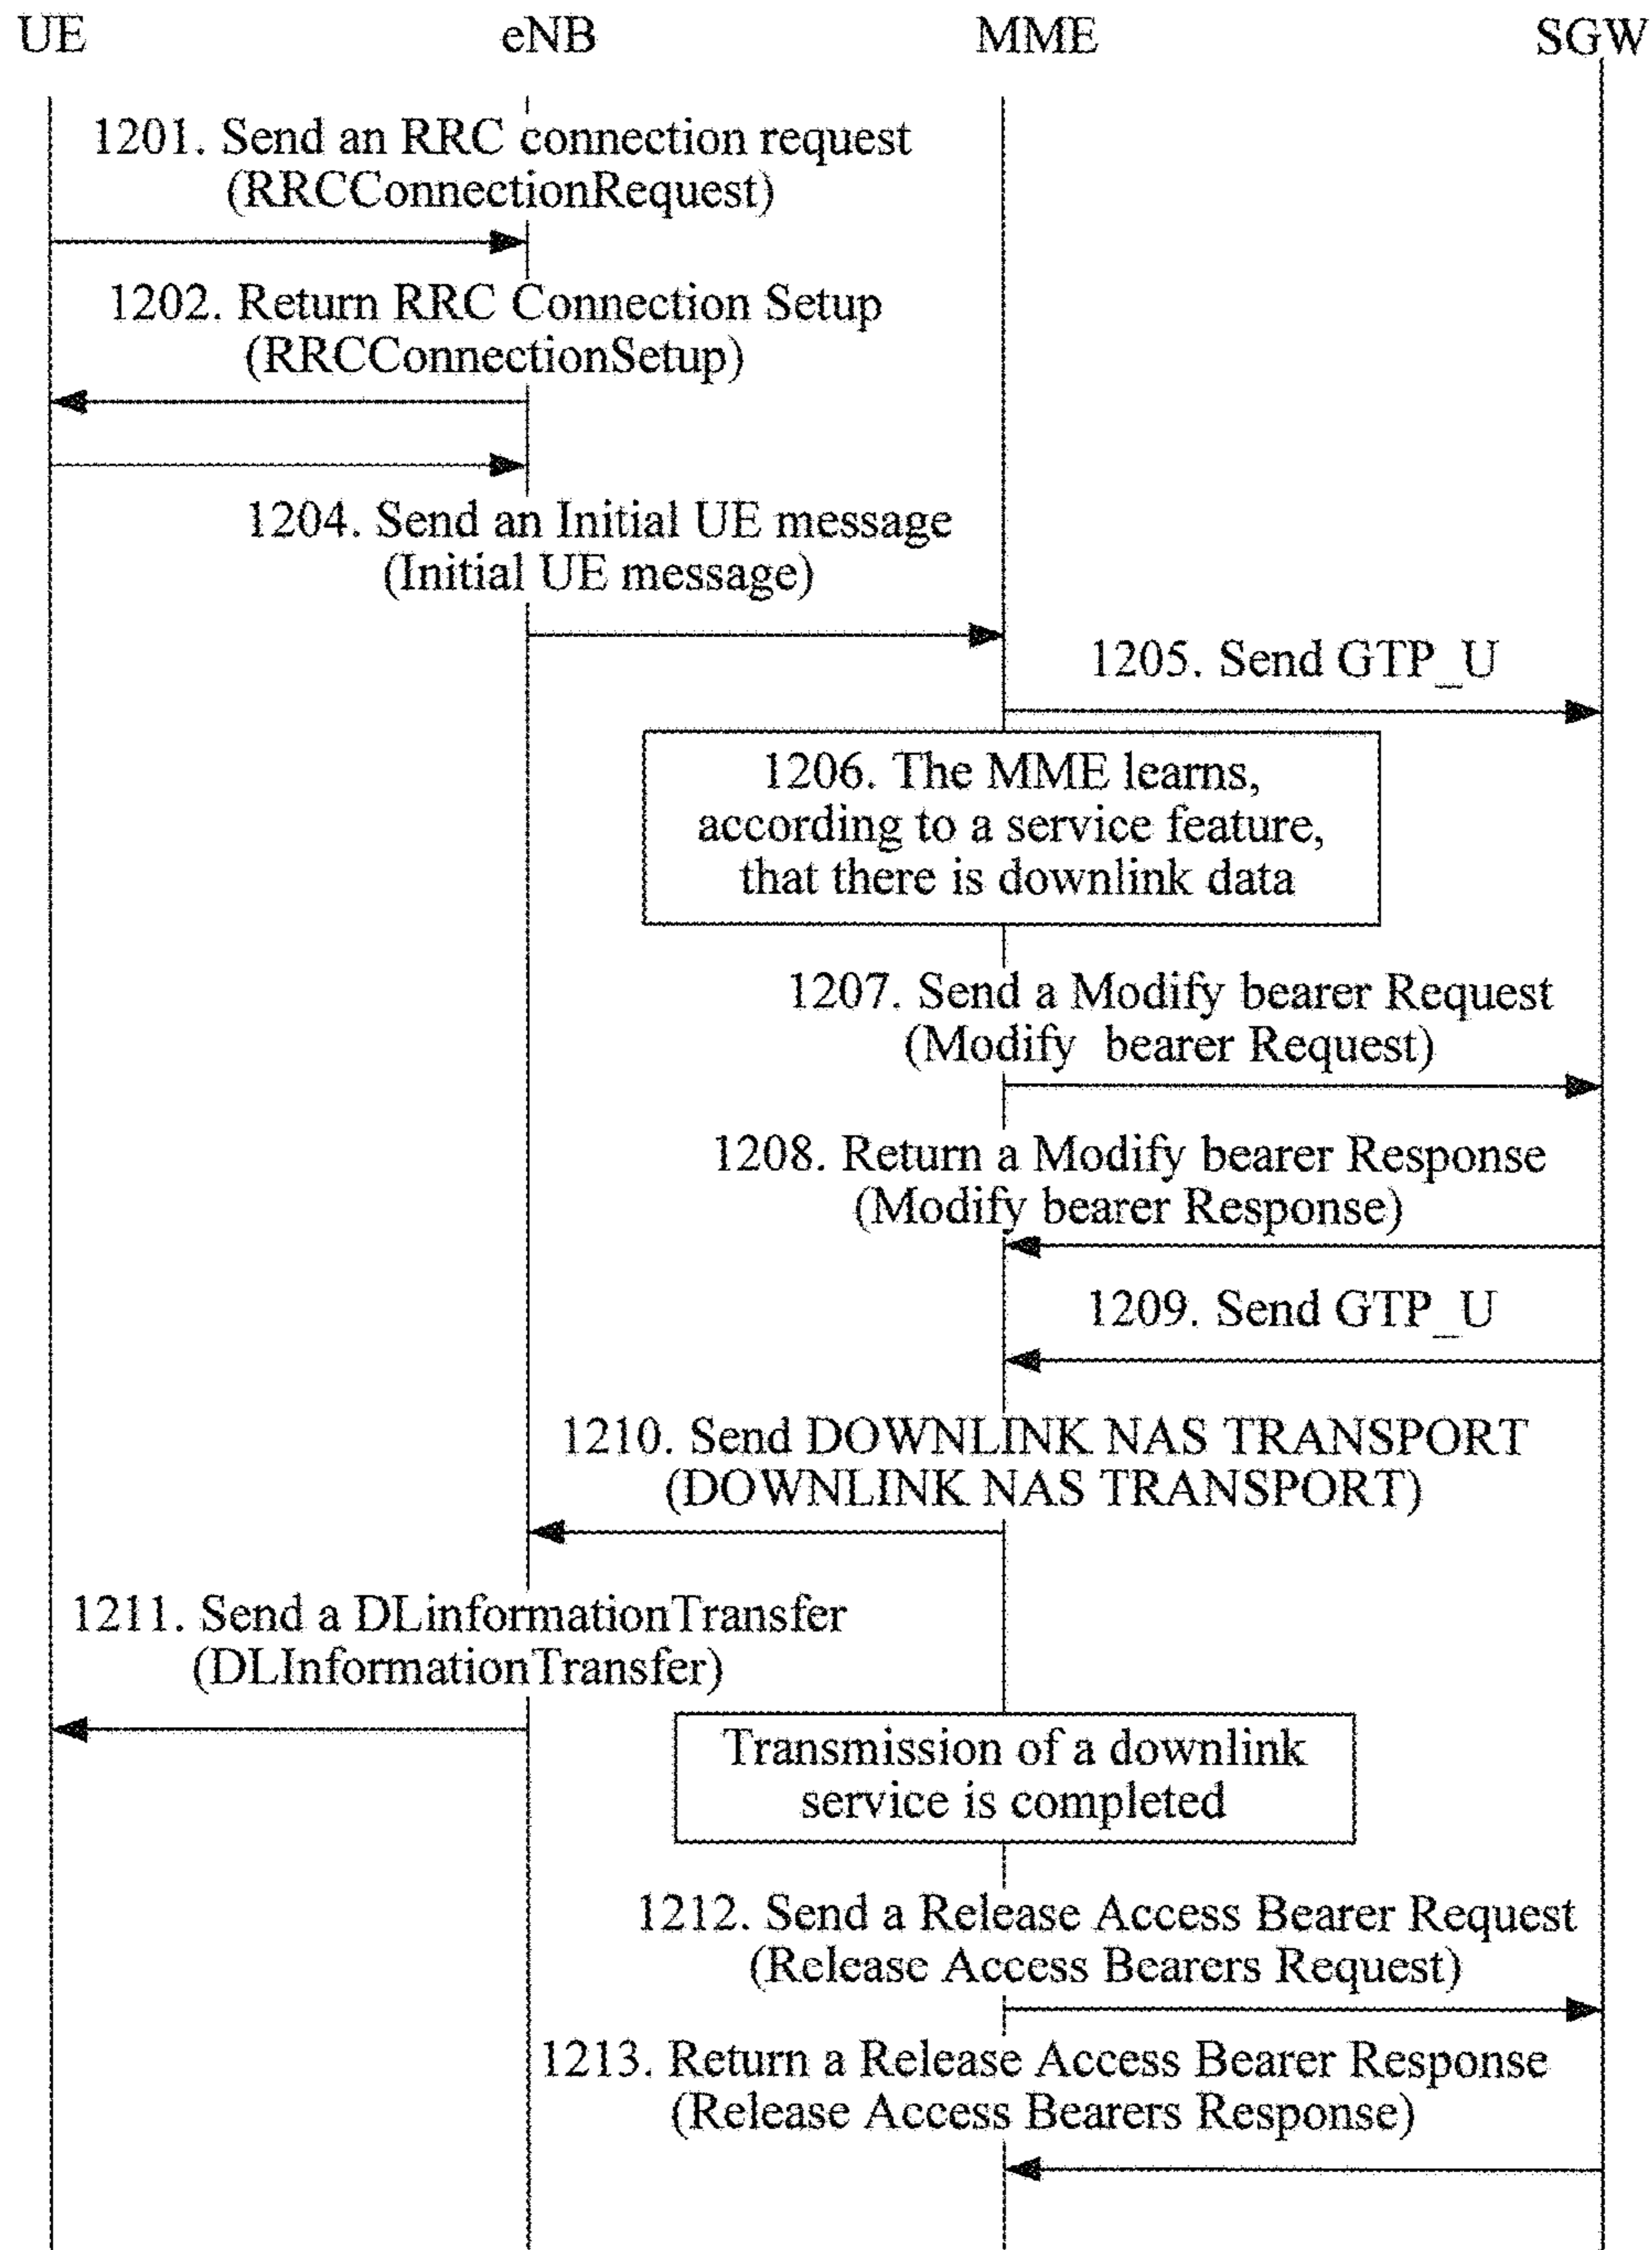 UE eNB MME SGW
1201. Send an RRC connection request
(RRCConnectionRequest)
1202. Return RRC Connection Setup
(RRCConnectionSetup)
1204. Send an Initial UE message
(Initial UE message)
1205. Send GTP_U
1206. The MME learns,
according to a service feature,
that there is downlink data
1207. Send a Modify bearer Request
(Modify bearer Request)
1208. Return a Modify bearer Response
(Modify bearer Response)
1209. Send GTP_U
1210. Send DOWNLINK NAS TRANSPORT
(DOWNLINK NAS TRANSPORT)
1211. Send a DLinformationTransfer
(DLInformationTransfer)
Transmission of a downlink
service is completed
1212. Send a Release Access Bearer Request
(Release Access Bearers Request)
1213. Return a Release Access Bearer Response
(Release Access Bearers Response)